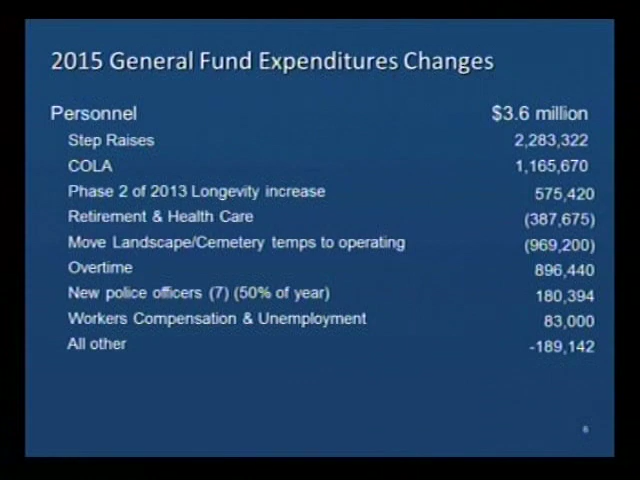 2015 General Fund Expenditures Changes
Personnel $3.6 million
Step Raises 2,283,322
COLA 1,165,670
Phase 2 of 2013 Longevity increase 575,420
Retirement & Health Care (387,675)
Move Landscape/Cemetery temps to operating (969,200)
Overtime 896,440
New police officers (7) (50% of year) 180,394
Workers Compensation & Unemployment 83,000
All other -189,142